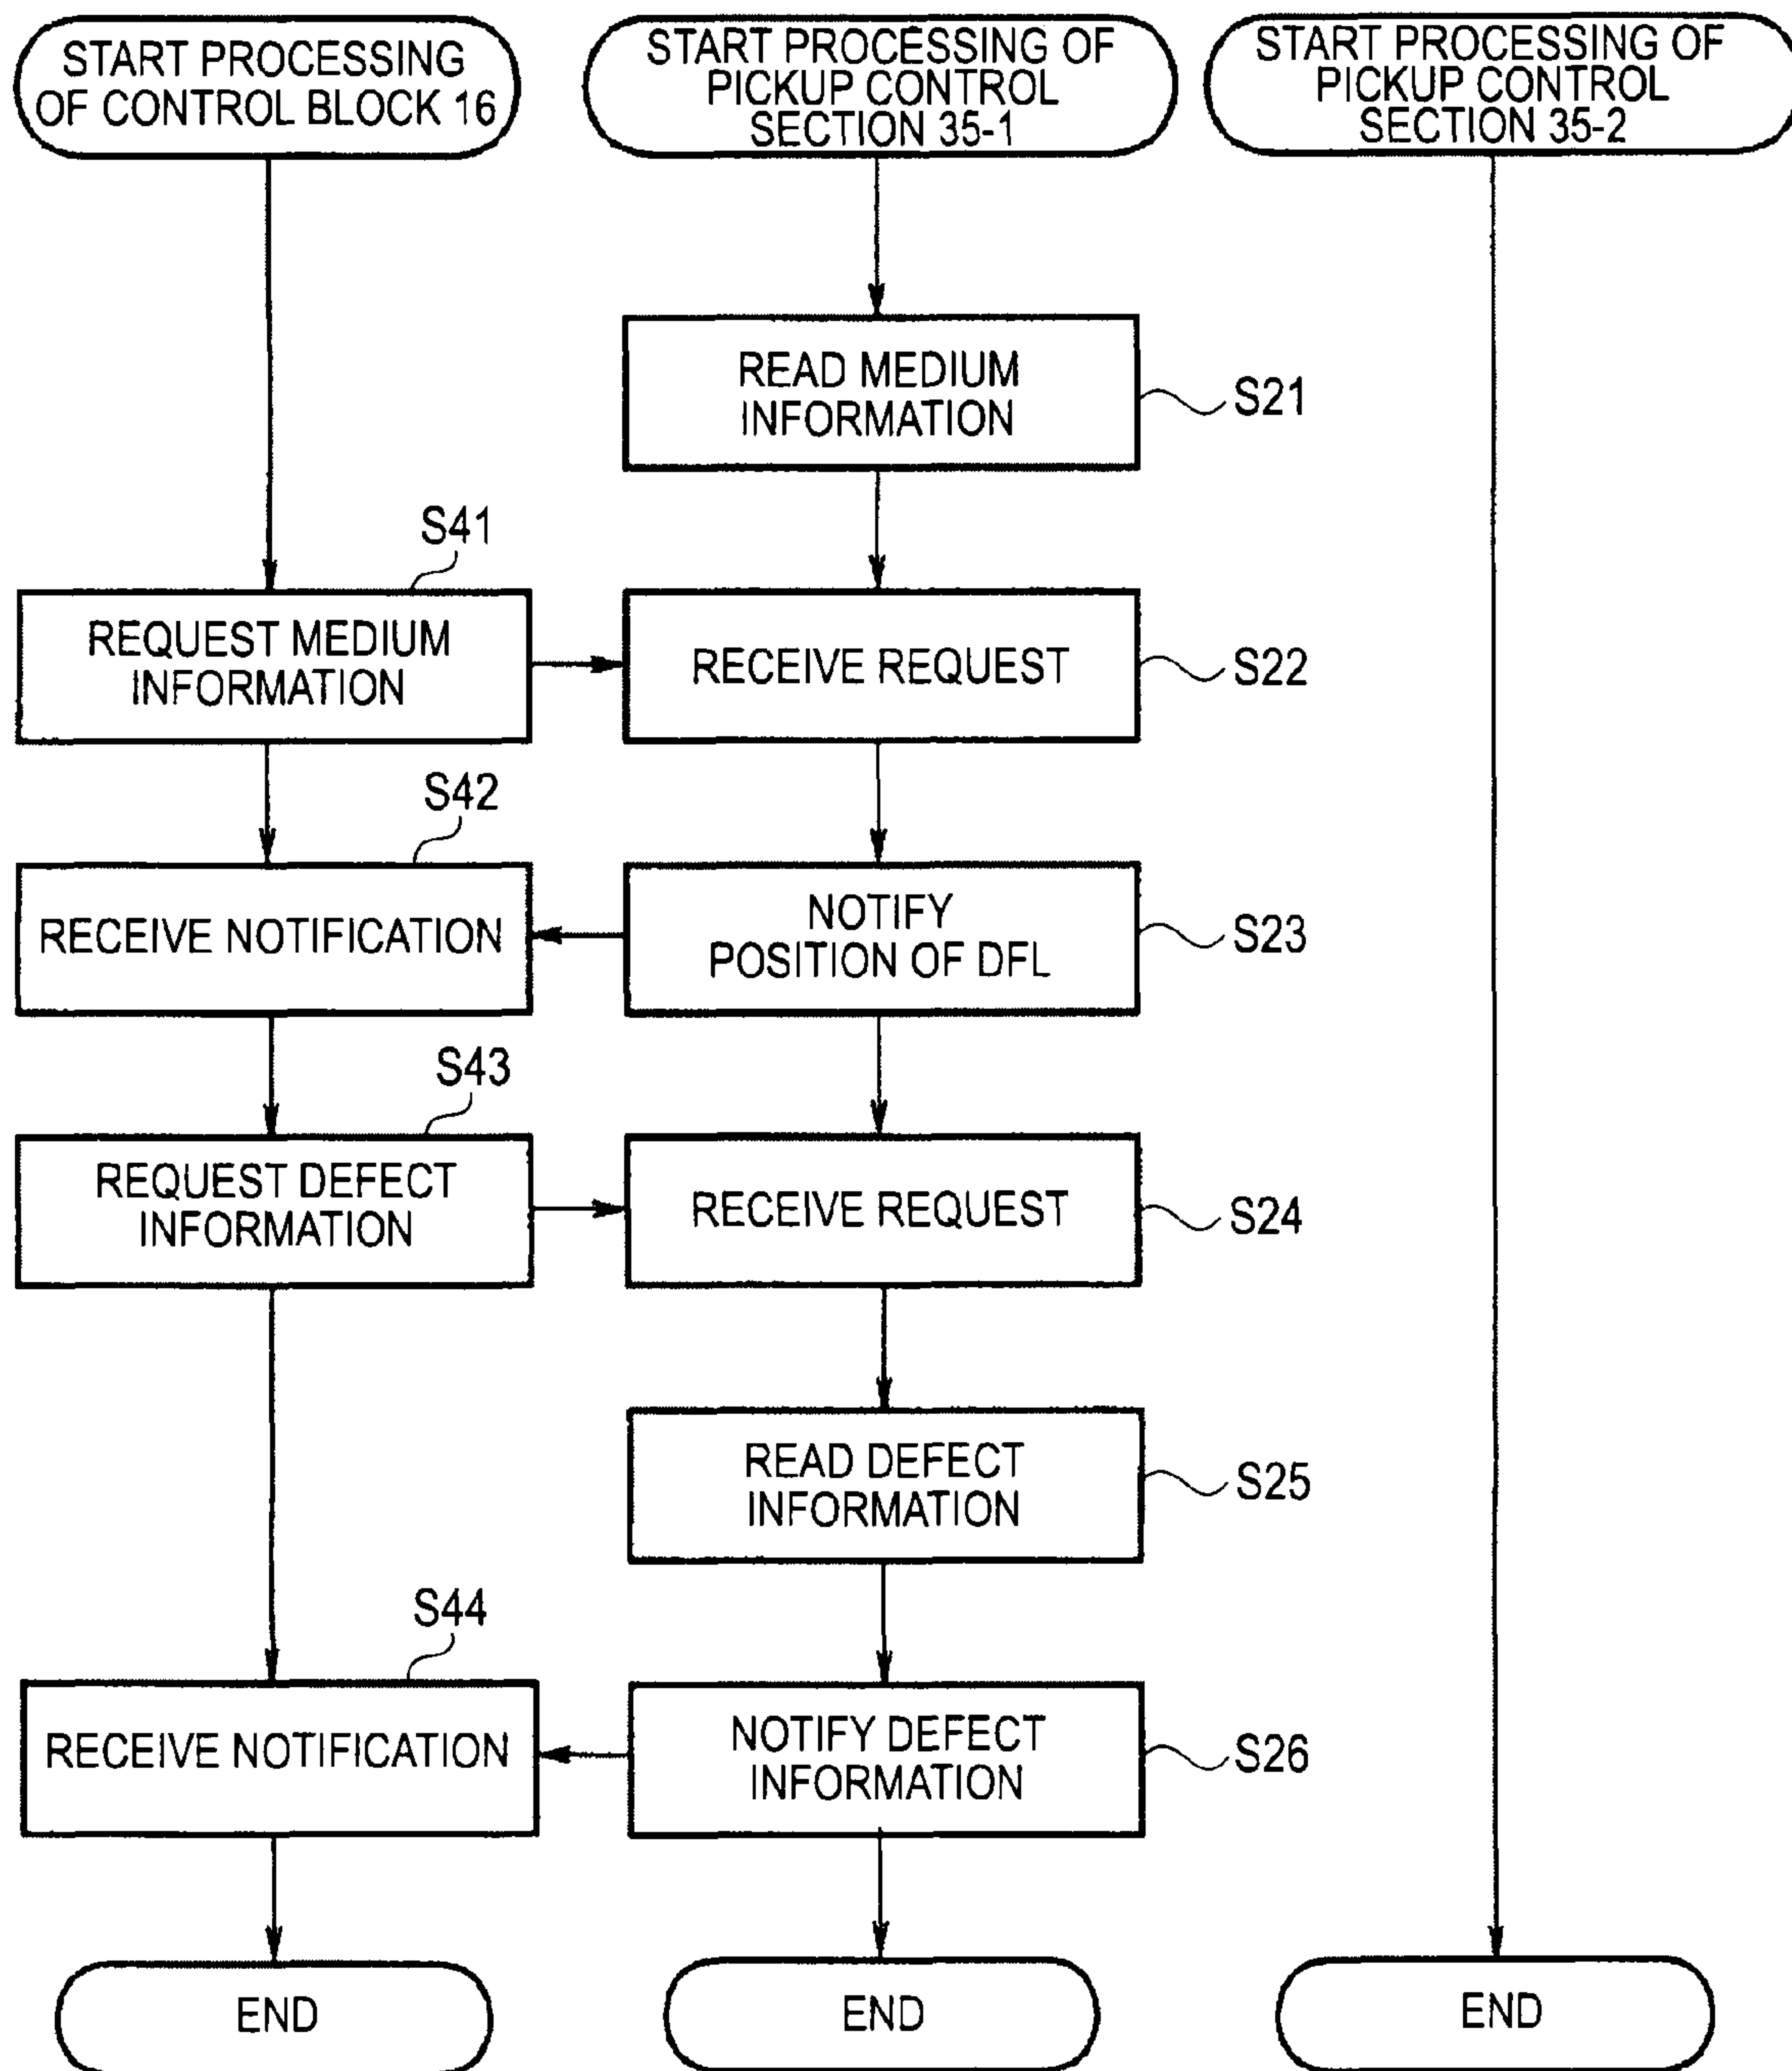 START PROCESSING
OF CONTROL BLOCK 16
START PROCESSING OF
PICKUP CONTROL
SECTION 35-1
START PROCESSING OF
PICKUP CONTROL
SECTION 35-2
READ MEDIUM
INFORMATION
S21
S41
REQUEST MEDIUM
INFORMATION
RECEIVE REQUEST
S22
S42
RECEIVE NOTIFICATION
NOTIFY
POSITION OF DFL
S23
S43
REQUEST DEFECT
INFORMATION
RECEIVE REQUEST
S24
READ DEFECT
INFORMATION
S25
S44
RECEIVE NOTIFICATION
NOTIFY DEFECT
INFORMATION
S26
END
END
END